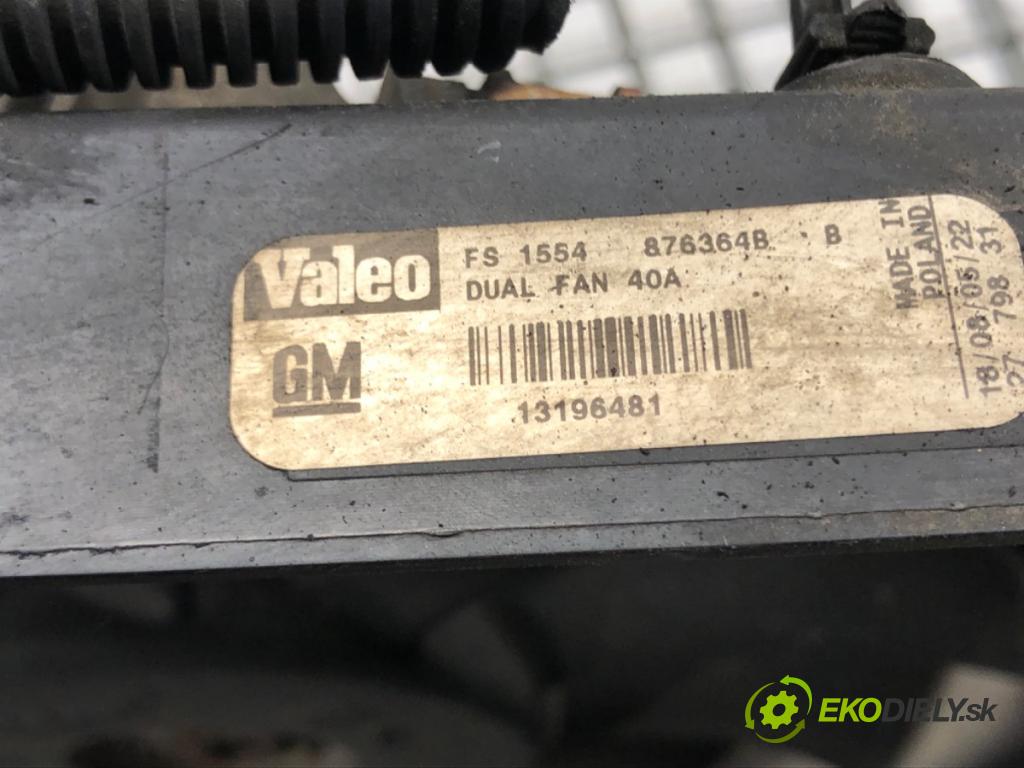 Valeo
FS 1554 876364B B
DUAL FAN 40A
GM
13196481
MADE IN
POLAND
18/08/05/22
27 798 31
EKODIELY.sk